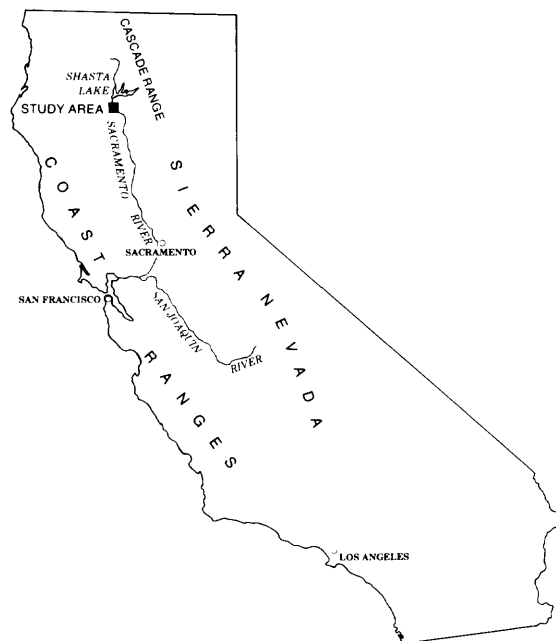 CASCADE RANGE
SHASTA
LAKE
STUDY AREA
SACRAMENTO
RIVER
COAST
RANGES
SIERRA NEVADA
SACRAMENTO
SAN FRANCISCO
SAN JOAQUIN
RIVER
LOS ANGELES